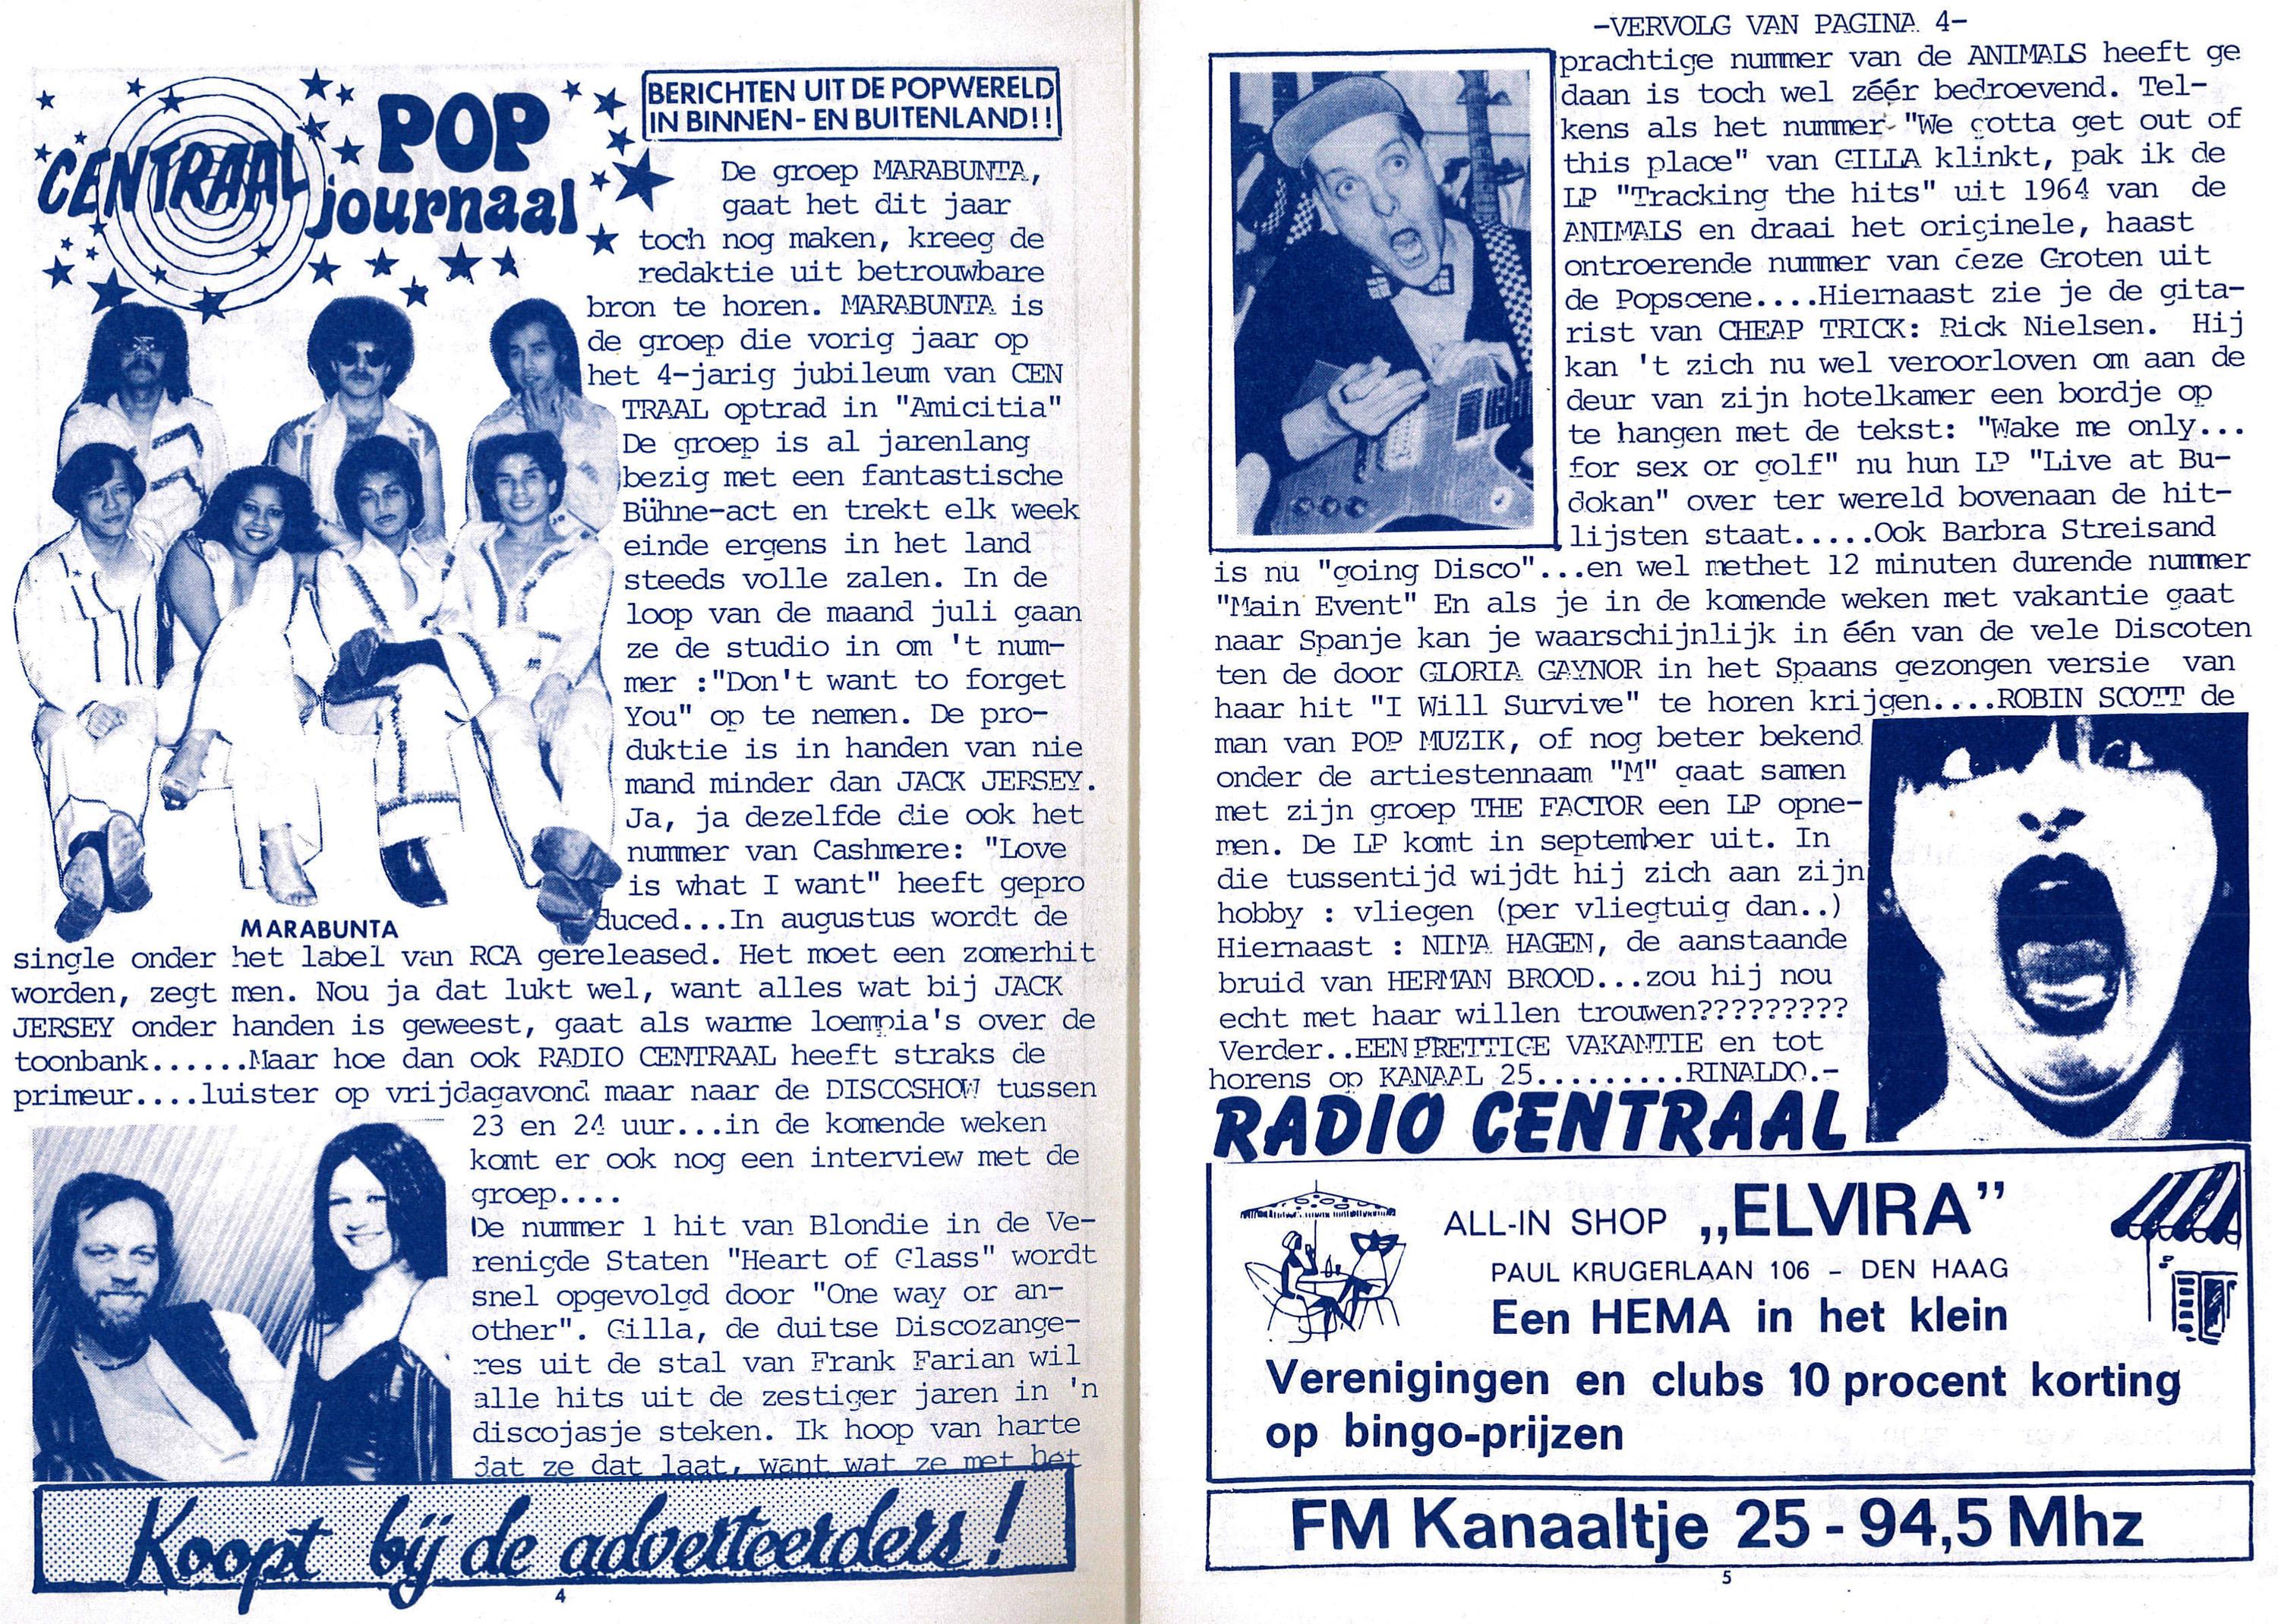 CENTRAAL POP
journaal
BERICHTEN UIT DE POPWERELD
IN BINNEN- EN BUITENLAND!!
De groep MARABUNTA,
gaat het dit jaar
toch nog maken, kreeg de
redaktie uit betrouwbare
bron te horen. MARABUNTA is
de groep die vorig jaar op
het 4-jarig jubileum van CEN
TRAAL optrad in "Amicitia"
De groep is al jarenlang
bezig met een fantastische
Bühne-act en trekt elk week
einde ergens in het land
steeds volle zalen. In de
loop van de maand juli gaan
ze de studio in om 't num-
mer :"Don't want to forget
You" op te nemen. De pro-
duktie is in handen van nie
mand minder dan JACK JERSEY.
Ja, ja dezelfde die ook het
nummer van Cashmere: "Love
is what I want" heeft gepro
duced...In augustus wordt de
MARABUNTA
single onder het label van RCA gereleased. Het moet een zomerhit
worden, zegt men. Nou ja dat lukt wel, want alles wat bij JACK
JERSEY onder handen is geweest, gaat als warme loempia's over de
toonbank......Maar hoe dan ook RADIO CENTRAAL heeft straks de
primeur....luister op vrijdagavond maar naar de DISCOSHOW tussen
23 en 24 uur...in de komende weken
komt er ook nog een interview met de
groep....
De nummer 1 hit van Blondie in de Ve-
renigde Staten "Heart of Glass" wordt
snel opgevolgd door "One way or an-
other". Gilla, de duitse Discozange-
res uit de stal van Frank Farian wil
alle hits uit de zestiger jaren in 'n
discojasje steken. Ik hoop van harte
dat ze dat laat, want wat ze met het
Koopt bij de adverteerders!
4
-VERVOLG VAN PAGINA 4-
prachtige nummer van de ANIMALS heeft ge
daan is toch wel zéér bedroevend. Tel-
kens als het nummer "We gotta get out of
this place" van GILLA klinkt, pak ik de
LP "Tracking the hits" uit 1964 van de
ANIMALS en draai het originele, haast
ontroerende nummer van deze Groten uit
de Popscene....Hiernaast zie je de gita-
rist van CHEAP TRICK: Rick Nielsen. Hij
kan 't zich nu wel veroorloven om aan de
deur van zijn hotelkamer een bordje op
te hangen met de tekst: "Wake me only...
for sex or golf" nu hun LP "Live at Bu-
dokan" over ter wereld bovenaan de hit-
lijsten staat.....Ook Barbra Streisand
is nu "going Disco"...en wel methet 12 minuten durende nummer
"Main Event" En als je in de komende weken met vakantie gaat
naar Spanje kan je waarschijnlijk in één van de vele Discoten
ten de door GLORIA GAYNOR in het Spaans gezongen versie van
haar hit "I Will Survive" te horen krijgen....ROBIN SCOTT de
man van POP MUZIK, of nog beter bekend
onder de artiestennaam "M" gaat samen
met zijn groep THE FACTOR een LP opne-
men. De LP komt in september uit. In
die tussentijd wijdt hij zich aan zijn
hobby : vliegen (per vliegtuig dan..)
Hiernaast : NINA HAGEN, de aanstaande
bruid van HERMAN BROOD...zou hij nou
echt met haar willen trouwen?????????
Verder..EEN PRETTIGE VAKANTIE en tot
horens op KANAAL 25.........RINALDO.-
RADIO CENTRAAL
ALL-IN SHOP „ELVIRA”
PAUL KRUGERLAAN 106 - DEN HAAG
Een HEMA in het klein
Verenigingen en clubs 10 procent korting
op bingo-prijzen
FM Kanaaltje 25 - 94,5 Mhz
5